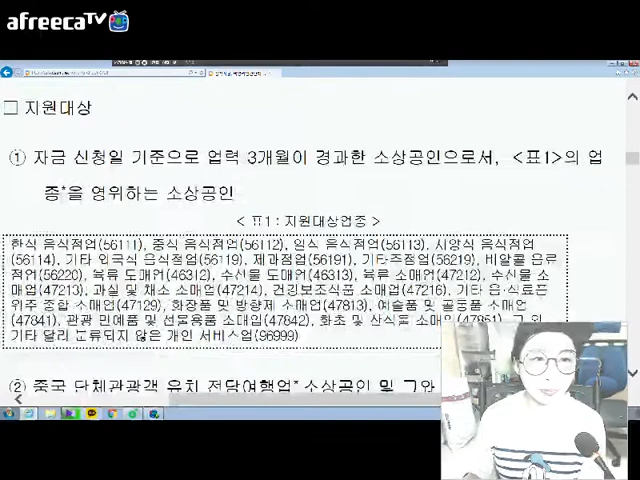 afreecaTV
□ 지원대상
① 자금 신청일 기준으로 업력 3개월이 경과한 소상공인으로서, <표1>의 업
종*을 영위하는 소상공인
< 표1 : 지원대상업종 >
한식 음식점업(56111), 중식 음식점업(56112), 일식 음식점업(56113), 서양식 음식점업
(56114), 기타 외국식 음식점업(56119), 제과점업(56191), 기타주점업(56219), 비알콜 음료
점업(56220), 육류 도매업(46312), 수산물 도매업(46313), 육류 소매업(47212), 수산물 소
매업(47213), 과실 및 채소 소매업(47214), 건강보조식품 소매업(47216), 기타 음·식료품
위주 종합 소매업(47129), 화장품 및 방향제 소매업(47813), 예술품 및 골동품 소매업
(47841), 관광 민예품 및 선물용품 소매업(47842), 화초 및 산식물 소매업(47851), 그 외
기타 달리 분류되지 않은 개인 서비스업(96999)
② 중국 단체관광객 유치 전담여행업* 소상공인 및 그와